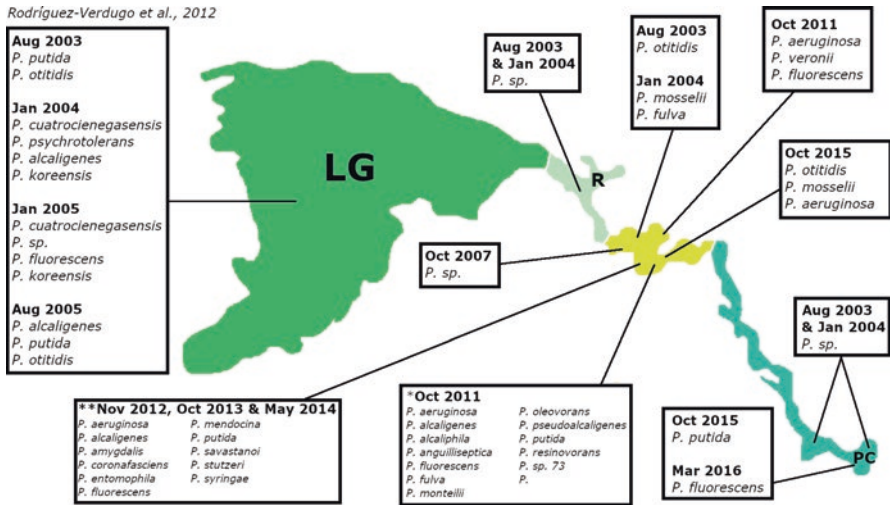 Rodríguez-Verdugo et al., 2012
Aug 2003
P. putida
P. otitidis
Jan 2004
P. cuatrocienegasensis
P. psychrotolerans
P. alcaligenes
P. koreensis
Jan 2005
P. cuatrocienegasensis
P. sp.
P. fluorescens
P. koreensis
Aug 2005
P. alcaligenes
P. putida
P. otitidis
LG
Aug 2003
& Jan 2004
P. sp.
R
Aug 2003
P. otitidis
Jan 2004
P. mosselii
P. fulva
Oct 2011
P. aeruginosa
P. veronii
P. fluorescens
Oct 2015
P. otitidis
P. mosselii
P. aeruginosa
Oct 2007
P. sp.
Aug 2003
& Jan 2004
P. sp.
**Nov 2012, Oct 2013 & May 2014
P. aeruginosa
P. alcaligenes
P. amygdalis
P. coronafasciens
P. entomophila
P. fluorescens
P. mendocina
P. putida
P. savastanoi
P. stutzeri
P. syringae
*Oct 2011
P. aeruginosa
P. alcaligenes
P. alcaliphila
P. anguilliseptica
P. fluorescens
P. fulva
P. monteilii
P. oleovorans
P. pseudoalcaligenes
P. putida
P. resinovorans
P. sp. 73
P.
Oct 2015
P. putida
Mar 2016
P. fluorescens
PC